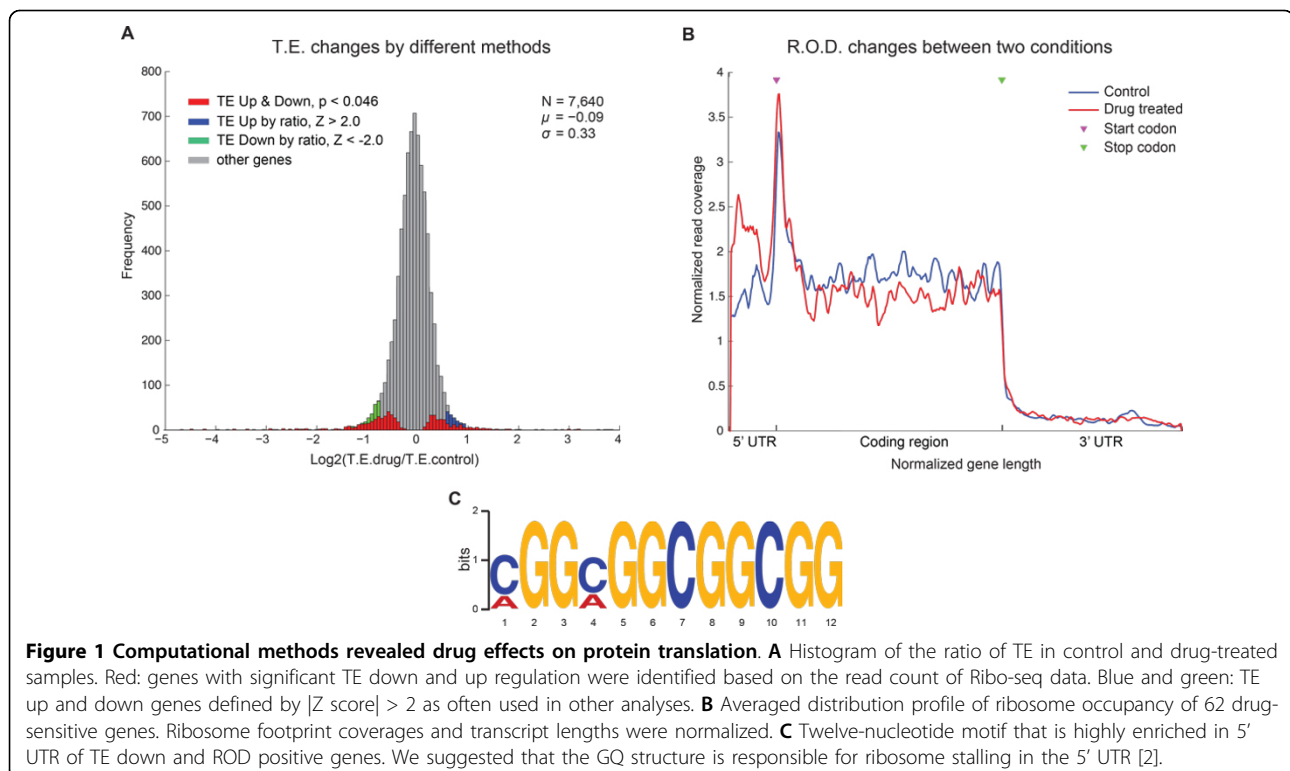 A
T.E. changes by different methods
800
700
600
500
400
300
200
100
0
Frequency
TE Up & Down, p < 0.046
TE Up by ratio, Z > 2.0
TE Down by ratio, Z < -2.0
other genes
N = 7,640
μ = −0.09
σ = 0.33
−5 −4 −3 −2 −1 0 1 2 3 4
Log2(T.E.drug/T.E.control)
B
R.O.D. changes between two conditions
4
3.5
3
2.5
2
1.5
1
0.5
0
Normalized read coverage
Control
Drug treated
Start codon
Stop codon
5' UTR Coding region 3' UTR
Normalized gene length
C
2
1
0
bits
C GG C GG C GG C GG
A A
1 2 3 4 5 6 7 8 9 10 11 12
Figure 1 Computational methods revealed drug effects on protein translation. A Histogram of the ratio of TE in control and drug-treated
samples. Red: genes with significant TE down and up regulation were identified based on the read count of Ribo-seq data. Blue and green: TE
up and down genes defined by |Z score| > 2 as often used in other analyses. B Averaged distribution profile of ribosome occupancy of 62 drug-
sensitive genes. Ribosome footprint coverages and transcript lengths were normalized. C Twelve-nucleotide motif that is highly enriched in 5'
UTR of TE down and ROD positive genes. We suggested that the GQ structure is responsible for ribosome stalling in the 5' UTR [2].